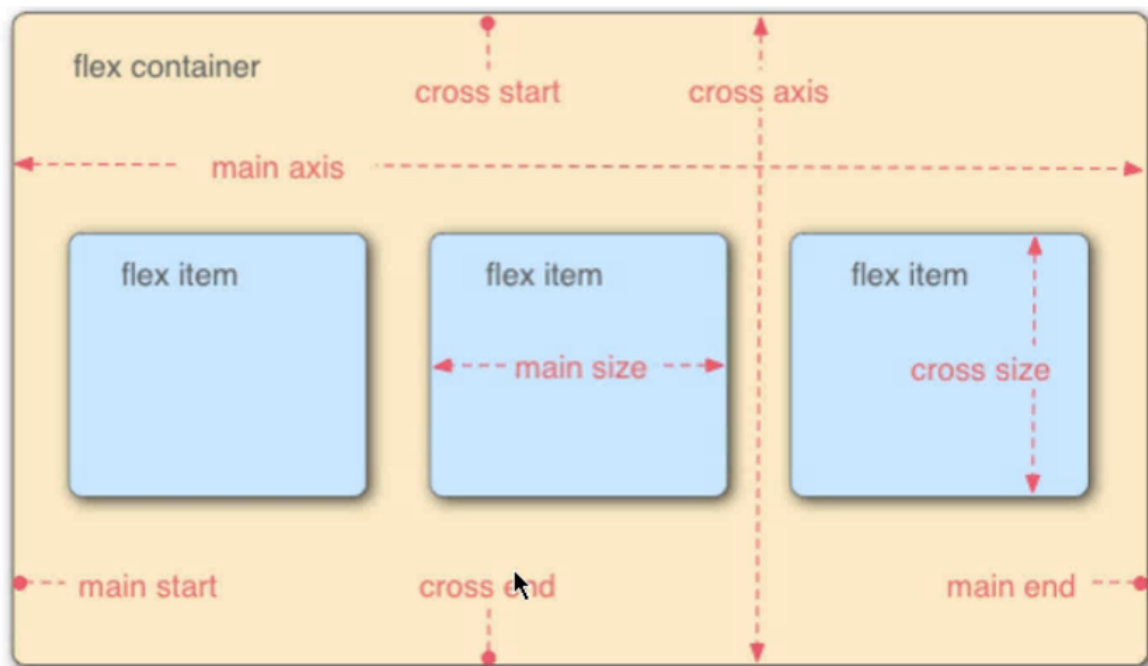 flex container
cross start
cross axis
main axis
flex item
flex item
flex item
main size
cross size
main start
cross end
main end